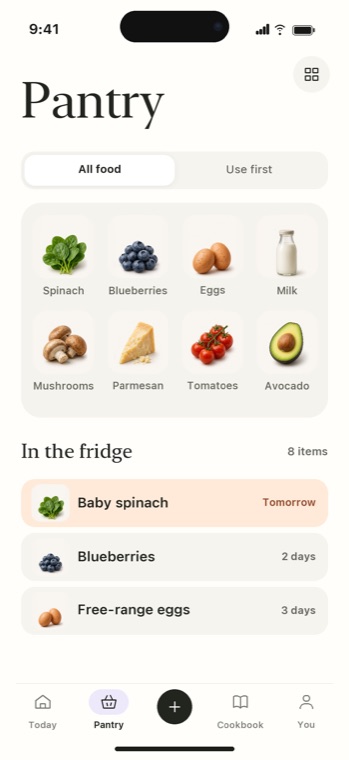 9:41
Pantry
All food
Use first
Spinach
Blueberries
Eggs
Milk
Mushrooms
Parmesan
Tomatoes
Avocado
In the fridge
8 items
Baby spinach
Tomorrow
Blueberries
2 days
Free-range eggs
3 days
Today
Pantry
Cookbook
You